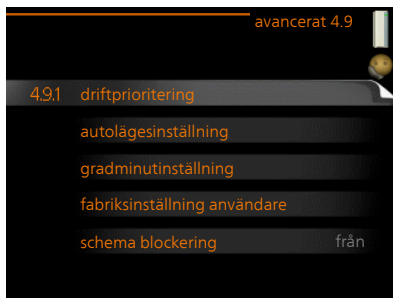 avancerat 4.9
4.9.1 driftprioritering
autolägesinställning
gradminutinställning
fabriksinställning användare
schema blockering från